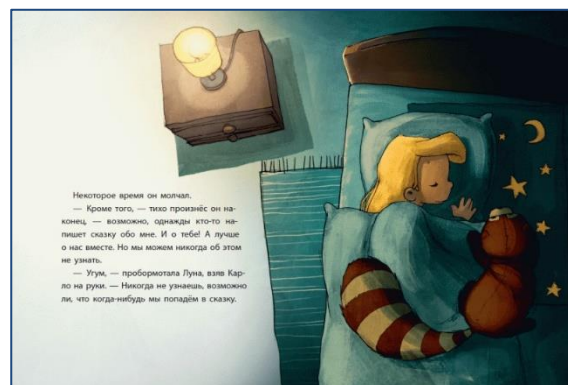 Некоторое время он молчал.
— Кроме того, — тихо произнёс он на-
конец, — возможно, однажды кто-то на-
пишет сказку обо мне. И о тебе! А лучше
о нас вместе. Но мы можем никогда об этом
не узнать.
— Угум, — пробормотала Луна, взяв Кар-
ло на руки. — Никогда не узнаешь, возможно
ли, что когда-нибудь мы попадём в сказку.